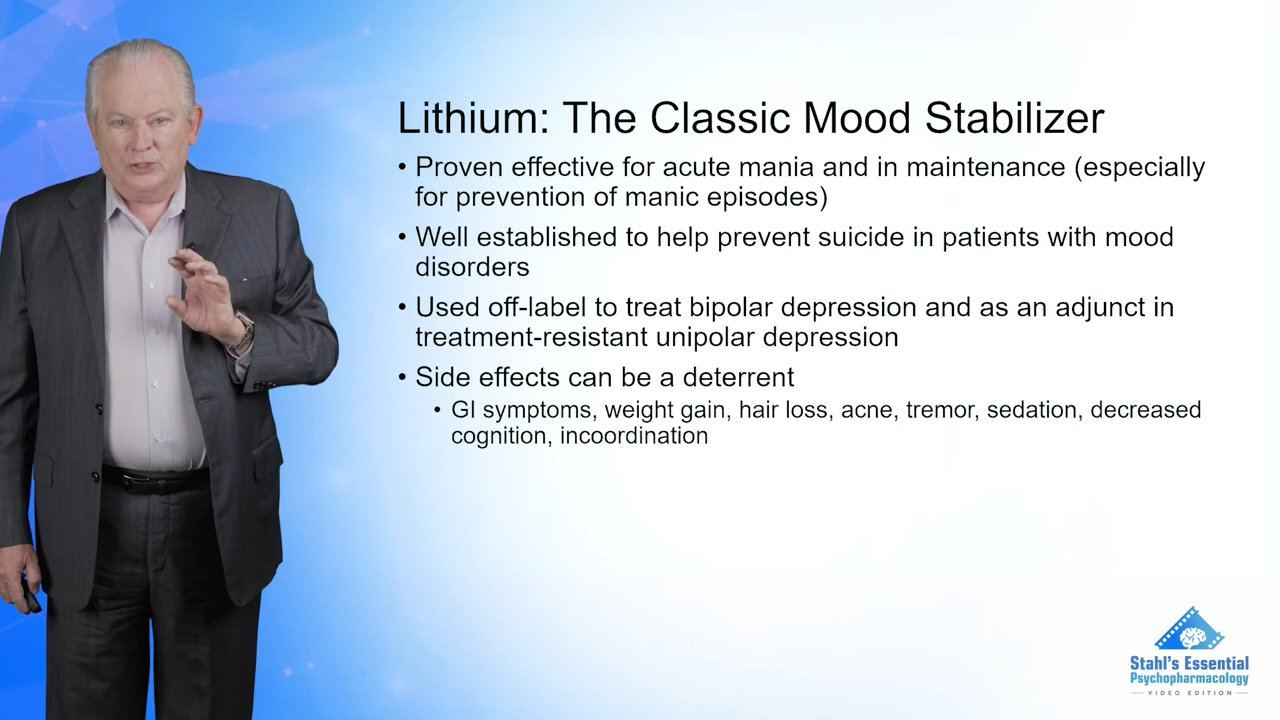 Lithium: The Classic Mood Stabilizer
• Proven effective for acute mania and in maintenance (especially
for prevention of manic episodes)
• Well established to help prevent suicide in patients with mood
disorders
• Used off-label to treat bipolar depression and as an adjunct in
treatment-resistant unipolar depression
• Side effects can be a deterrent
• GI symptoms, weight gain, hair loss, acne, tremor, sedation, decreased
cognition, incoordination
Stahl's Essential
Psychopharmacology
VIDEO EDITION